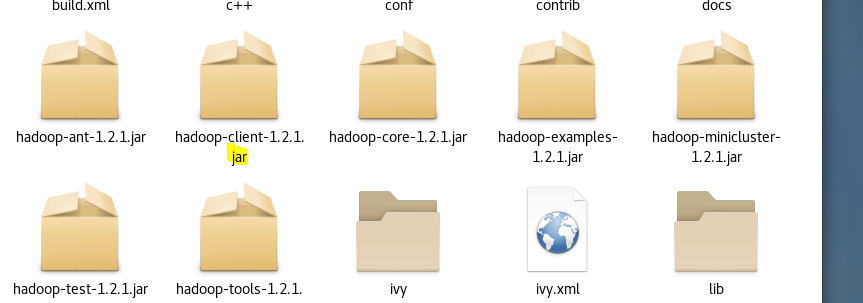 build.xml c++ conf contrib docs
hadoop-ant-1.2.1.jar hadoop-client-1.2.1. hadoop-core-1.2.1.jar hadoop-examples- hadoop-minicluster-
jar 1.2.1.jar 1.2.1.jar
hadoop-test-1.2.1.jar hadoop-tools-1.2.1. ivy ivy.xml lib